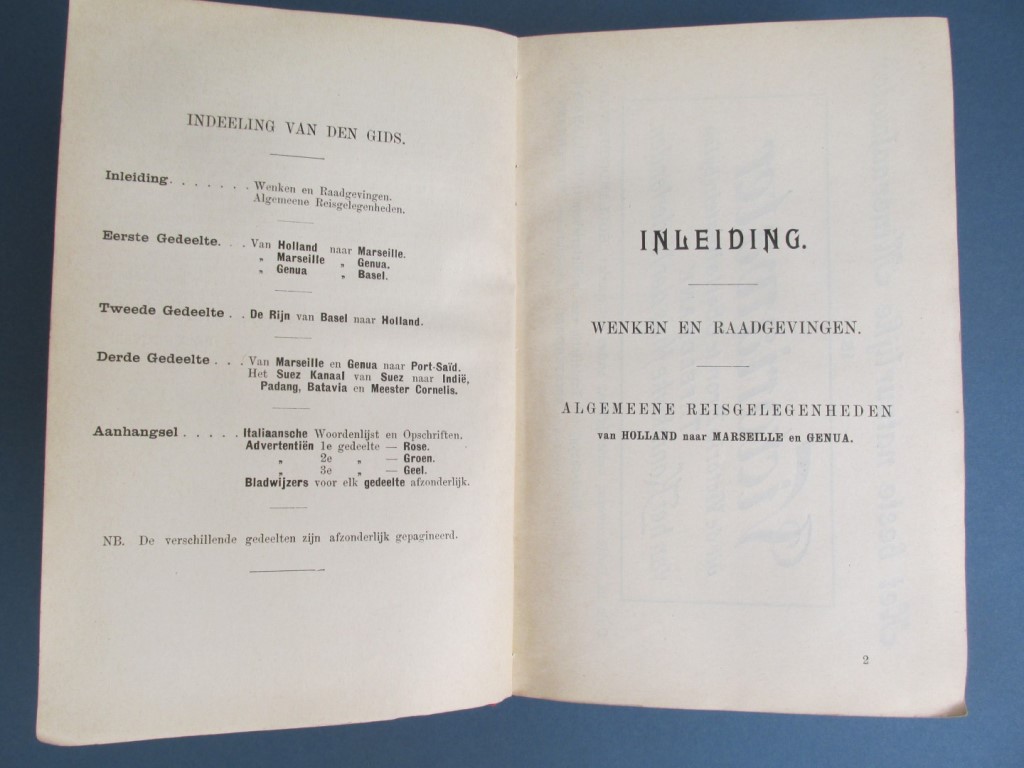 INDEELING VAN DEN GIDS.
Inleiding. . . . . . . . Wenken en Raadgevingen.
Algemeene Reisgelegenheden.
Eerste Gedeelte. . . Van Holland naar Marseille.
„ Marseille „ Genua.
„ Genua „ Basel.
Tweede Gedeelte . . De Rijn van Basel naar Holland.
Derde Gedeelte . . . Van Marseille en Genua naar Port-Saïd.
Het Suez Kanaal van Suez naar Indië,
Padang, Batavia en Meester Cornelis.
Aanhangsel . . . . . Italiaansche Woordenlijst en Opschriften.
Advertentiën 1e gedeelte — Rose.
„ 2e „ — Groen.
„ 3e „ — Geel.
Bladwijzers voor elk gedeelte afzonderlijk.
NB. De verschillende gedeelten zijn afzonderlijk gepagineerd.
INLEIDING.
WENKEN EN RAADGEVINGEN.
ALGEMEENE REISGELEGENHEDEN
van HOLLAND naar MARSEILLE en GENUA.
2